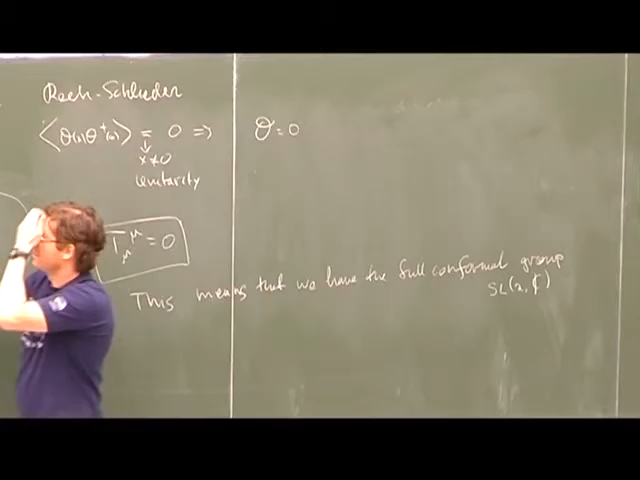 Reeh-Schlieder
⟨O(x)O⁺(0)⟩ = 0 ⇒ O = 0
↓
x ≠ 0
Unitarity
T^μ_μ = 0
This means that we have the full conformal group
SL(2, ℂ)